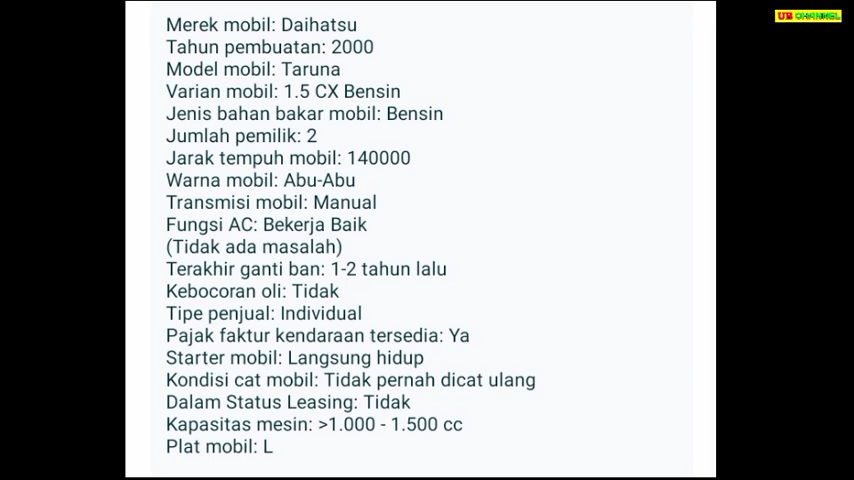 UB CHANNEL
Merek mobil: Daihatsu
Tahun pembuatan: 2000
Model mobil: Taruna
Varian mobil: 1.5 CX Bensin
Jenis bahan bakar mobil: Bensin
Jumlah pemilik: 2
Jarak tempuh mobil: 140000
Warna mobil: Abu-Abu
Transmisi mobil: Manual
Fungsi AC: Bekerja Baik
(Tidak ada masalah)
Terakhir ganti ban: 1-2 tahun lalu
Kebocoran oli: Tidak
Tipe penjual: Individual
Pajak faktur kendaraan tersedia: Ya
Starter mobil: Langsung hidup
Kondisi cat mobil: Tidak pernah dicat ulang
Dalam Status Leasing: Tidak
Kapasitas mesin: >1.000 - 1.500 cc
Plat mobil: L